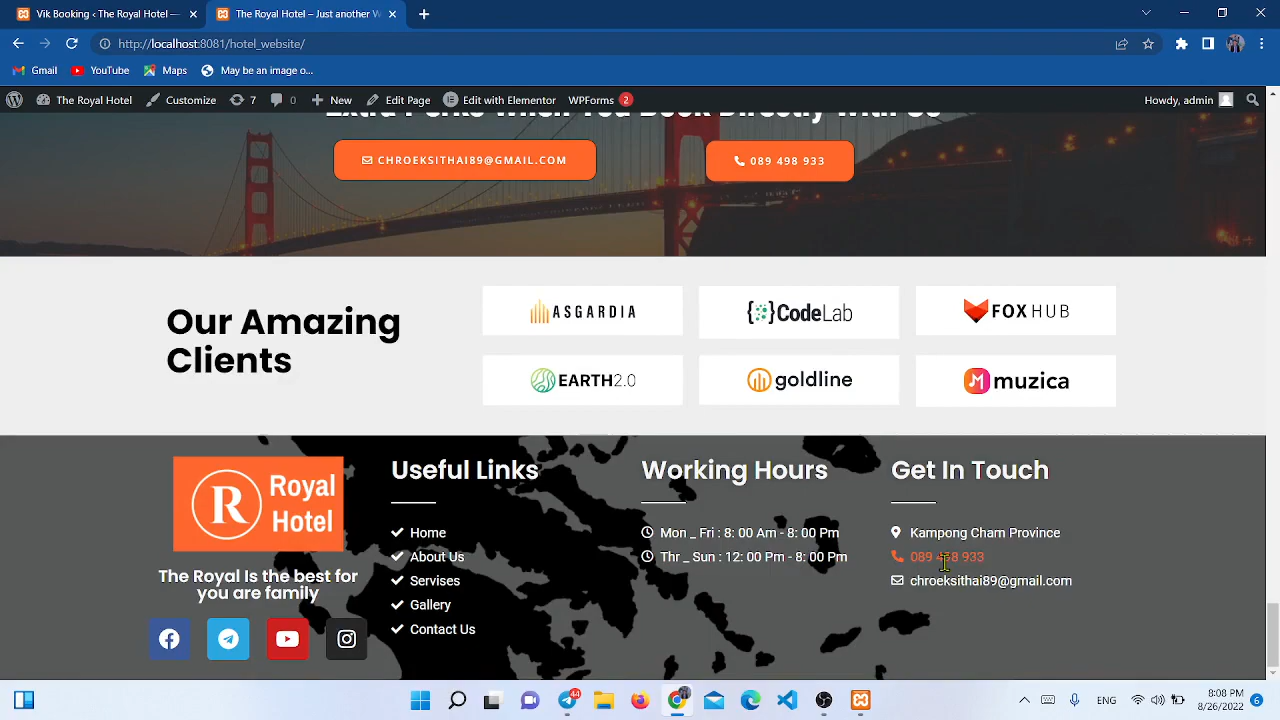 Vik Booking - The Royal Hotel —
The Royal Hotel – Just another W
http://localhost:8081/hotel_website/
Gmail
YouTube
Maps
May be an image o...
The Royal Hotel
Customize
7
0
New
Edit Page
Edit with Elementor
WPForms 2
Howdy, admin
Extra Perks When You Book Directly With Us
CHROEKSITHAI89@GMAIL.COM
089 498 933
Our Amazing
Clients
ASGARDIA
{CodeLab
FOX HUB
EARTH2.0
goldline
muzica
R Royal
Hotel
The Royal Is the best for
you are family
Useful Links
Home
About Us
Servises
Gallery
Contact Us
Working Hours
Mon _ Fri : 8: 00 Am - 8: 00 Pm
Thr _ Sun : 12: 00 Pm - 8: 00 Pm
Get In Touch
Kampong Cham Province
089 498 933
chroeksithai89@gmail.com
44
ENG
8:08 PM
8/26/2022
6